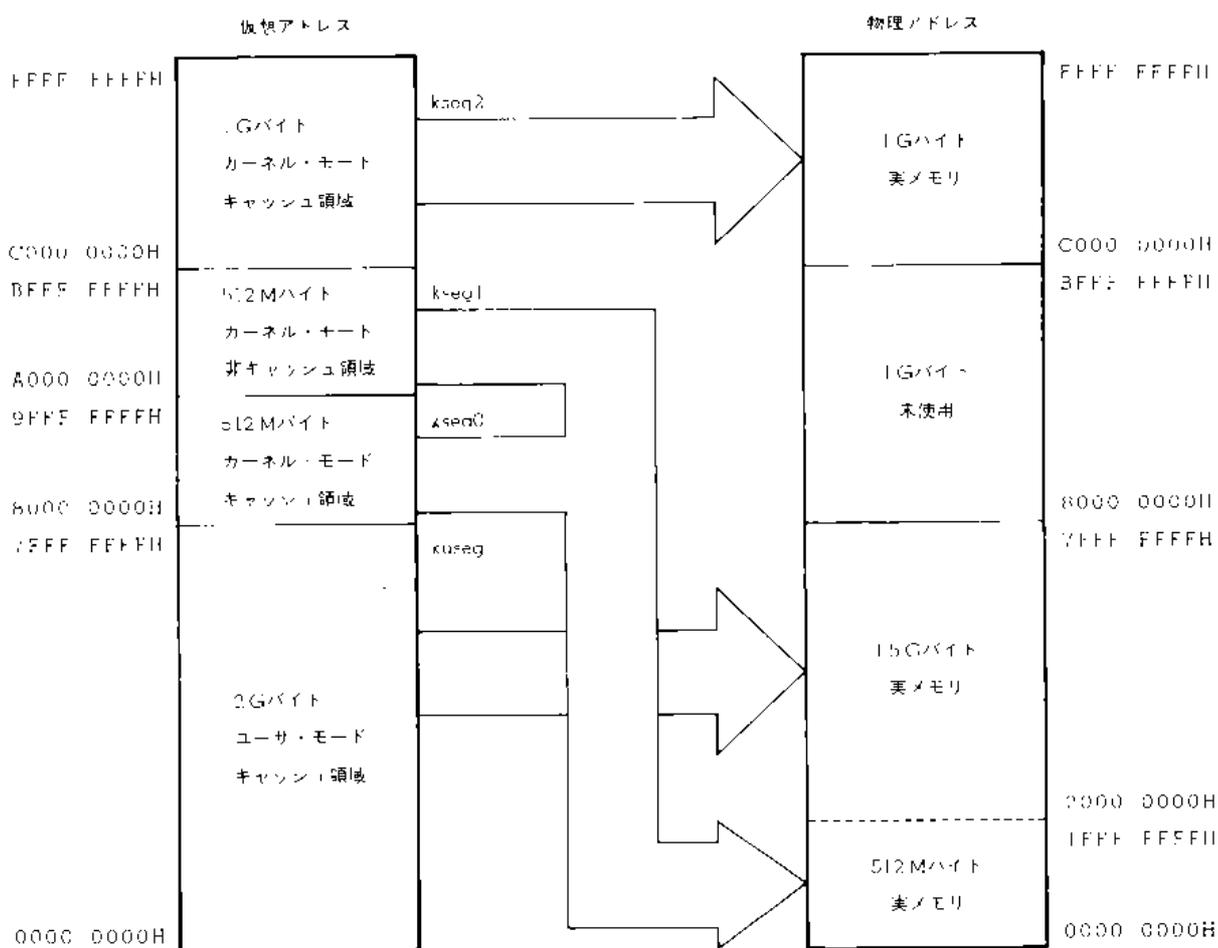 仮想アドレス
物理アドレス
FFFF FFFFH
1Gバイト
カーネル・モード
キャッシュ領域
C000 0000H
BFFF FFFFH
512Mバイト
カーネル・モード
非キャッシュ領域
A000 0000H
9FFF FFFFH
512Mバイト
カーネル・モード
キャッシュ領域
8000 0000H
7FFF FFFFH
2Gバイト
ユーザ・モード
キャッシュ領域
0000 0000H
kseg2
kseg1
kseg0
kuseg
FFFF FFFFH
1Gバイト
実メモリ
C000 0000H
BFFF FFFFH
1Gバイト
未使用
8000 0000H
7FFF FFFFH
1.5Gバイト
実メモリ
2000 0000H
1FFF FFFFH
512Mバイト
実メモリ
0000 0000H